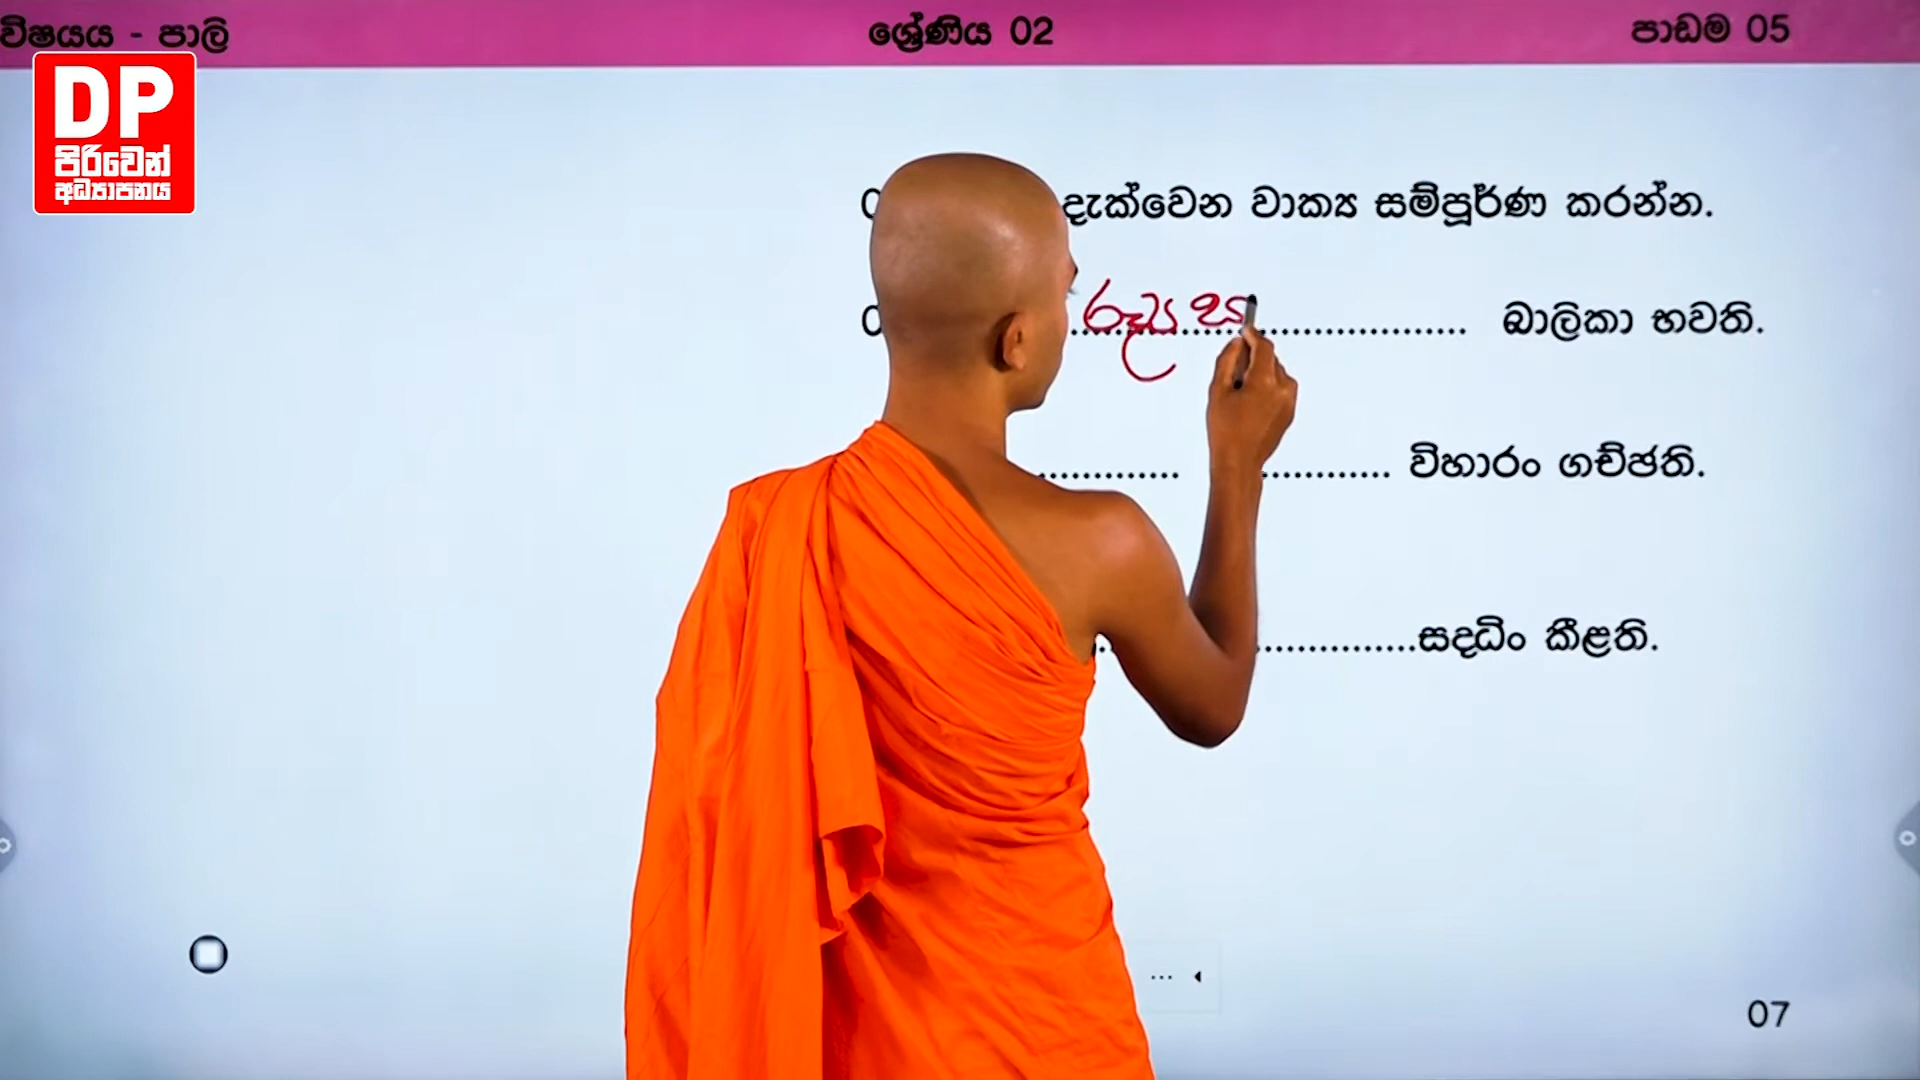 විෂයය - පාලි
ශ්‍රේණිය 02
පාඩම 05
DP
පිරිවෙන්
අධ්‍යාපනය
දැක්වෙන වාක්‍ය සම්පූර්ණ කරන්න.
.................................... බාලිකා භවති.
............. ............. විහාරං ගච්ඡති.
................සද්ධිං කීළති.
07